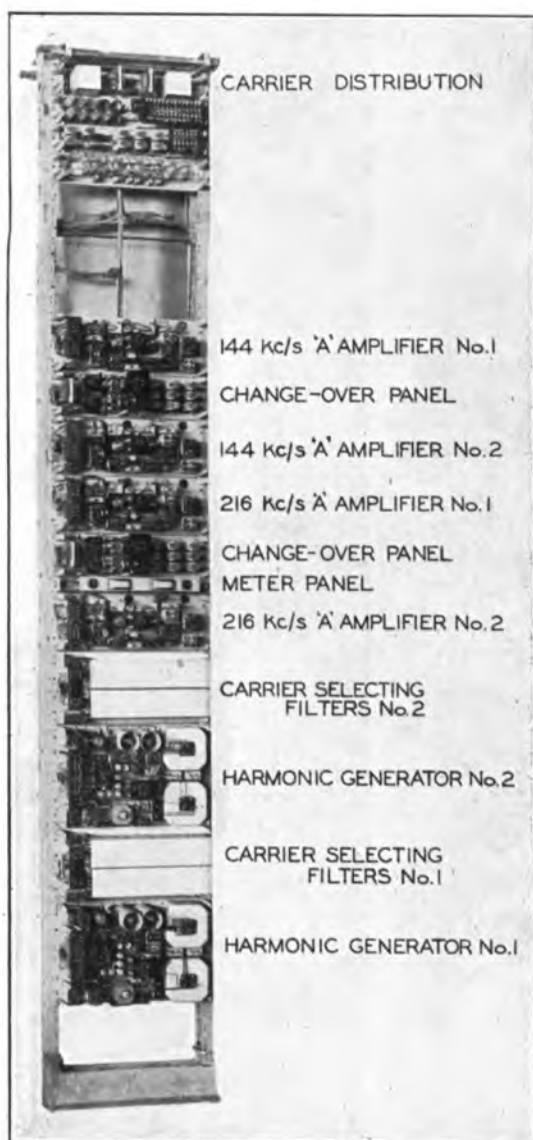 CARRIER DISTRIBUTION
144 Kc/s 'A' AMPLIFIER No.1
CHANGE-OVER PANEL
144 Kc/s 'A' AMPLIFIER No.2
216 Kc/s 'A' AMPLIFIER No.1
CHANGE-OVER PANEL
METER PANEL
216 Kc/s 'A' AMPLIFIER No.2
CARRIER SELECTING
FILTERS No.2
HARMONIC GENERATOR No.2
CARRIER SELECTING
FILTERS No.1
HARMONIC GENERATOR No.1